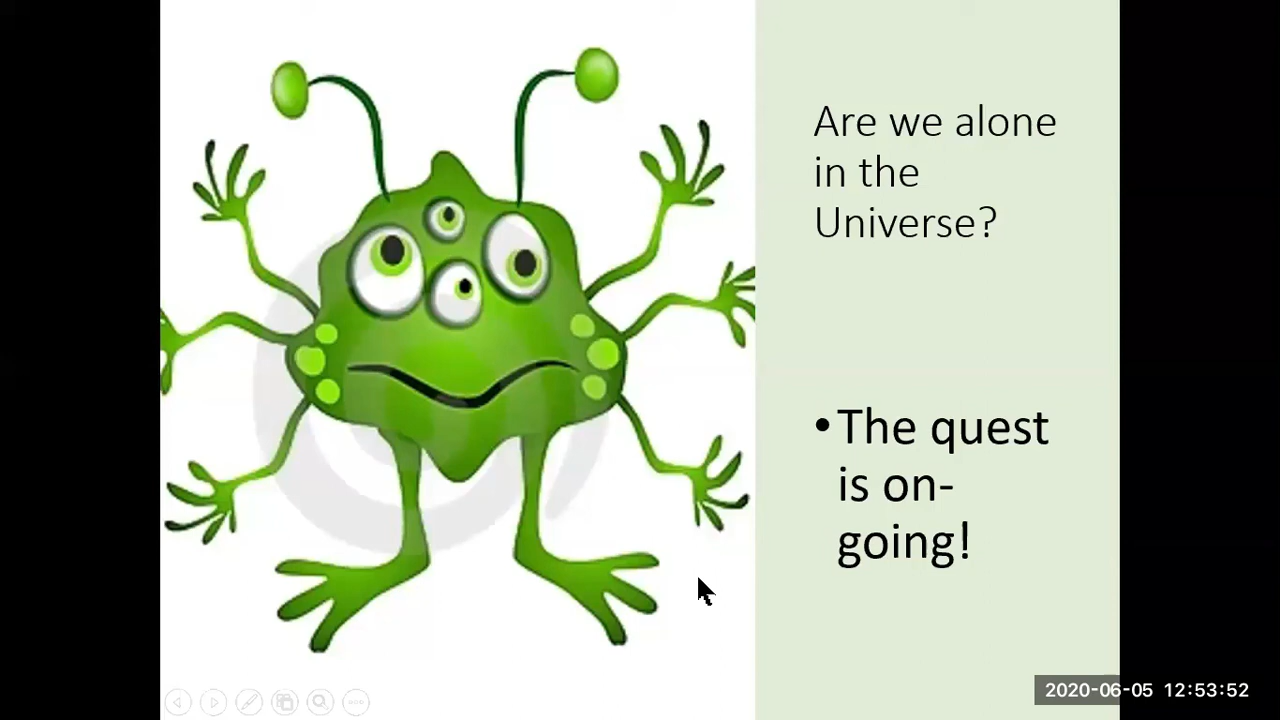 Are we alone
in the
Universe?
•The quest
is on-
going!
2020-06-05 12:53:52